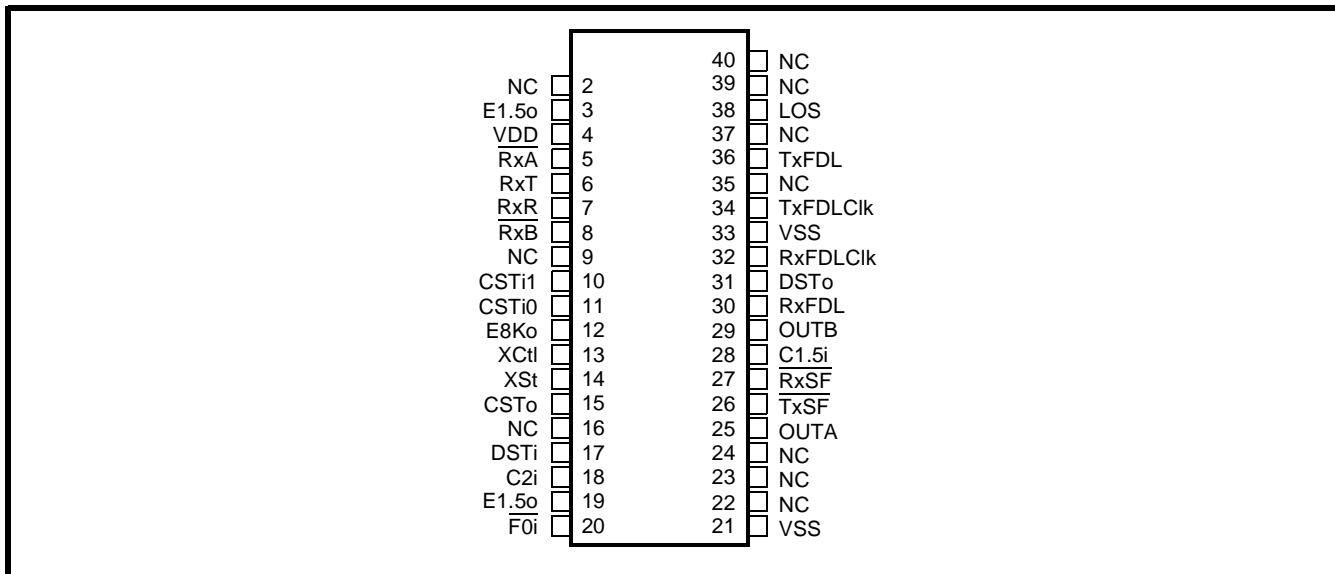 40 NC
NC 2 39 NC
E1.5o 3 38 LOS
VDD 4 37 NC
RxA 5 36 TxFDL
RxT 6 35 NC
RxR 7 34 TxFDLClk
RxB 8 33 VSS
NC 9 32 RxFDLClk
CSTi1 10 31 DSTo
CSTi0 11 30 RxFDL
E8Ko 12 29 OUTB
XCtl 13 28 C1.5i
XSt 14 27 RxSF
CSTo 15 26 TxSF
NC 16 25 OUTA
DSTi 17 24 NC
C2i 18 23 NC
E1.5o 19 22 NC
F0i 20 21 VSS